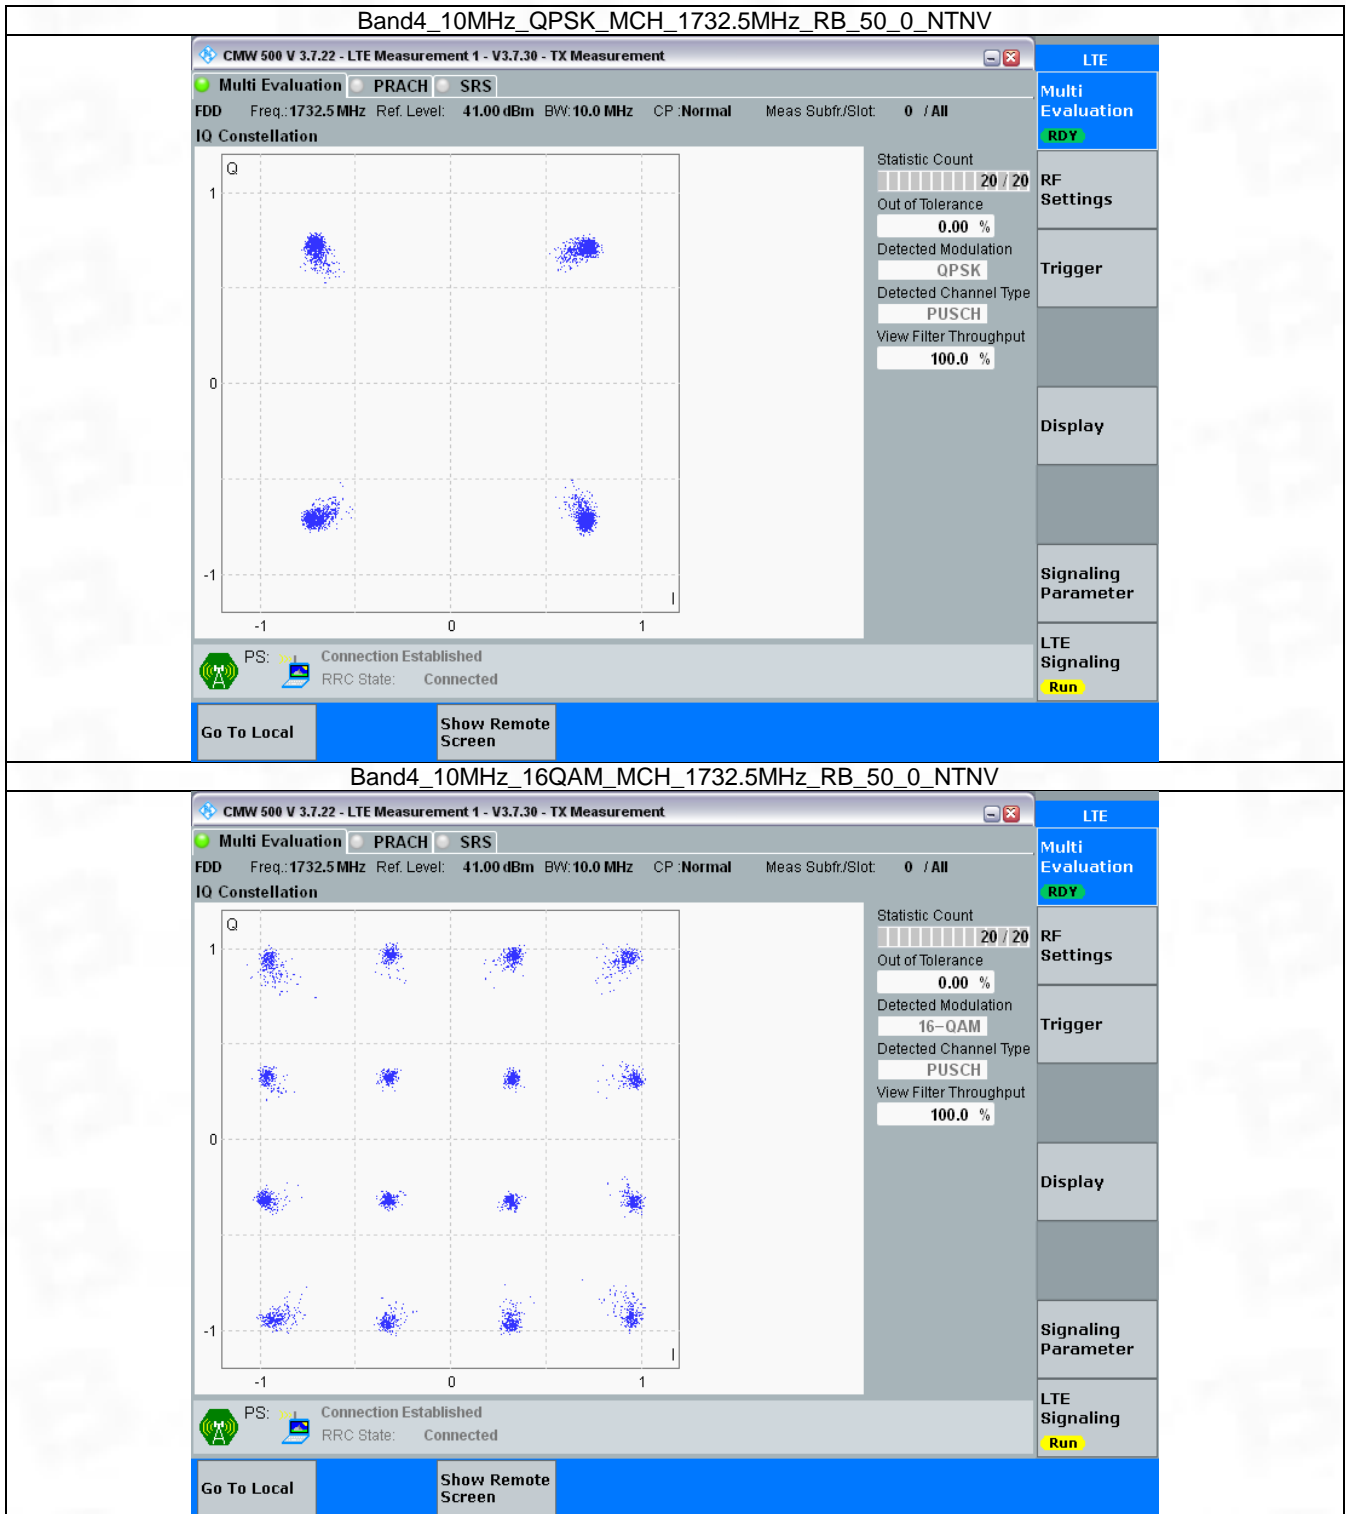 Band4_10MHz_QPSK_MCH_1732.5MHz_RB_50_0_NTNV
CMW 500 V 3.7.22 - LTE Measurement 1 - V3.7.30 - TX Measurement
LTE
Multi Evaluation PRACH SRS
Multi
Evaluation
RDY
FDD Freq.: 1732.5 MHz Ref. Level: 41.00 dBm BW: 10.0 MHz CP : Normal Meas Subfr./Slot: 0 / All
IQ Constellation
Q
1
0
-1
I
-1 0 1
Statistic Count
20 / 20
Out of Tolerance
0.00 %
Detected Modulation
QPSK
Detected Channel Type
PUSCH
View Filter Throughput
100.0 %
RF
Settings
Trigger
Display
Signaling
Parameter
LTE
Signaling
Run
PS: Connection Established
RRC State: Connected
Go To Local
Show Remote
Screen
Band4_10MHz_16QAM_MCH_1732.5MHz_RB_50_0_NTNV
CMW 500 V 3.7.22 - LTE Measurement 1 - V3.7.30 - TX Measurement
LTE
Multi Evaluation PRACH SRS
Multi
Evaluation
RDY
FDD Freq.: 1732.5 MHz Ref. Level: 41.00 dBm BW: 10.0 MHz CP : Normal Meas Subfr./Slot: 0 / All
IQ Constellation
Q
1
0
-1
I
-1 0 1
Statistic Count
20 / 20
Out of Tolerance
0.00 %
Detected Modulation
16-QAM
Detected Channel Type
PUSCH
View Filter Throughput
100.0 %
RF
Settings
Trigger
Display
Signaling
Parameter
LTE
Signaling
Run
PS: Connection Established
RRC State: Connected
Go To Local
Show Remote
Screen